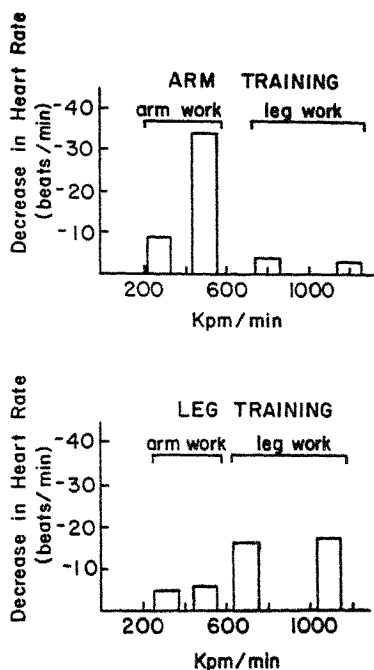 ARM TRAINING
arm work leg work
Decrease in Heart Rate
(beats/min)
-40
-30
-20
-10
200 600 1000
Kpm/min
LEG TRAINING
arm work leg work
Decrease in Heart Rate
(beats/min)
-40
-30
-20
-10
200 600 1000
Kpm/min